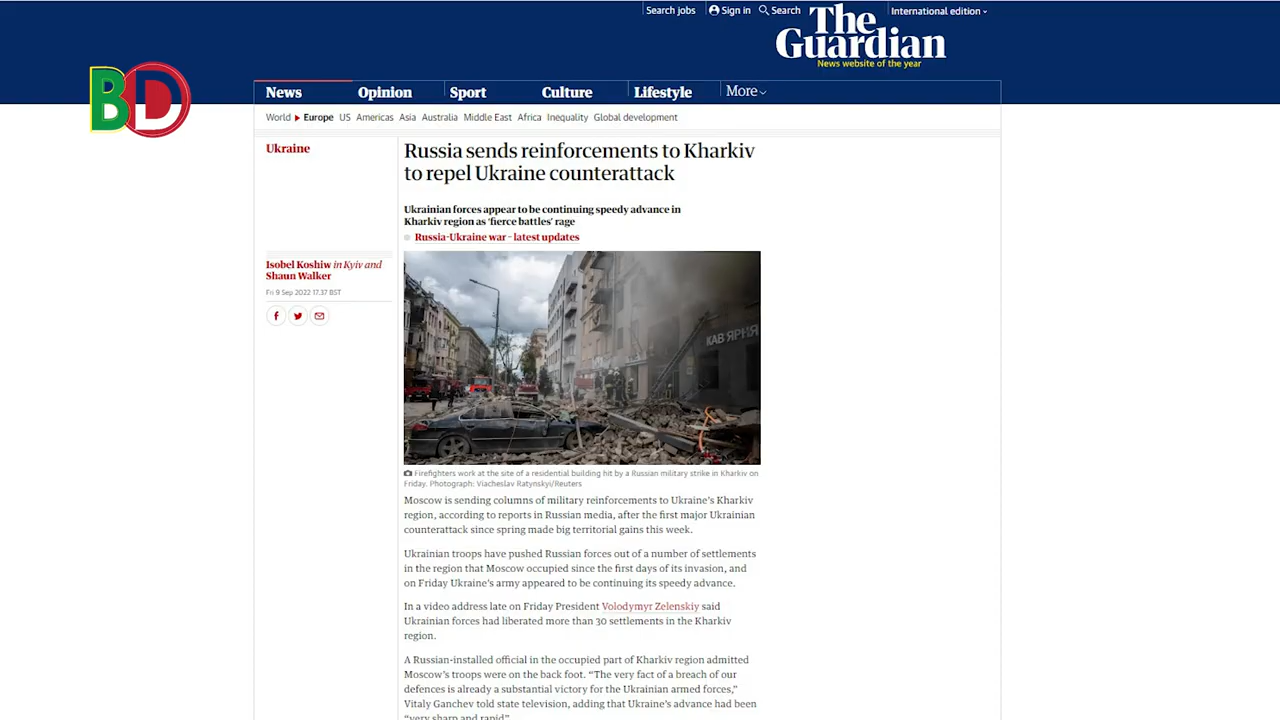 Search jobs
Sign in
Search
International edition
The
Guardian
News website of the year
BD
News
Opinion
Sport
Culture
Lifestyle
More
World
Europe
US
Americas
Asia
Australia
Middle East
Africa
Inequality
Global development
Ukraine
Russia sends reinforcements to Kharkiv
to repel Ukraine counterattack
Ukrainian forces appear to be continuing speedy advance in
Kharkiv region as ‘fierce battles’ rage
Russia-Ukraine war – latest updates
Isobel Koshiw in Kyiv and
Shaun Walker
Fri 9 Sep 2022 17.37 BST
КАВ'ЯРНЯ
Firefighters work at the site of a residential building hit by a Russian military strike in Kharkiv on
Friday. Photograph: Viacheslav Ratynskyi/Reuters
Moscow is sending columns of military reinforcements to Ukraine’s Kharkiv
region, according to reports in Russian media, after the first major Ukrainian
counterattack since spring made big territorial gains this week.
Ukrainian troops have pushed Russian forces out of a number of settlements
in the region that Moscow occupied since the first days of its invasion, and
on Friday Ukraine’s army appeared to be continuing its speedy advance.
In a video address late on Friday President Volodymyr Zelenskiy said
Ukrainian forces had liberated more than 30 settlements in the Kharkiv
region.
A Russian-installed official in the occupied part of Kharkiv region admitted
Moscow’s troops were on the back foot. “The very fact of a breach of our
defences is already a substantial victory for the Ukrainian armed forces,”
Vitaly Ganchev told state television, adding that Ukraine’s advance had been
“very sharp and rapid”